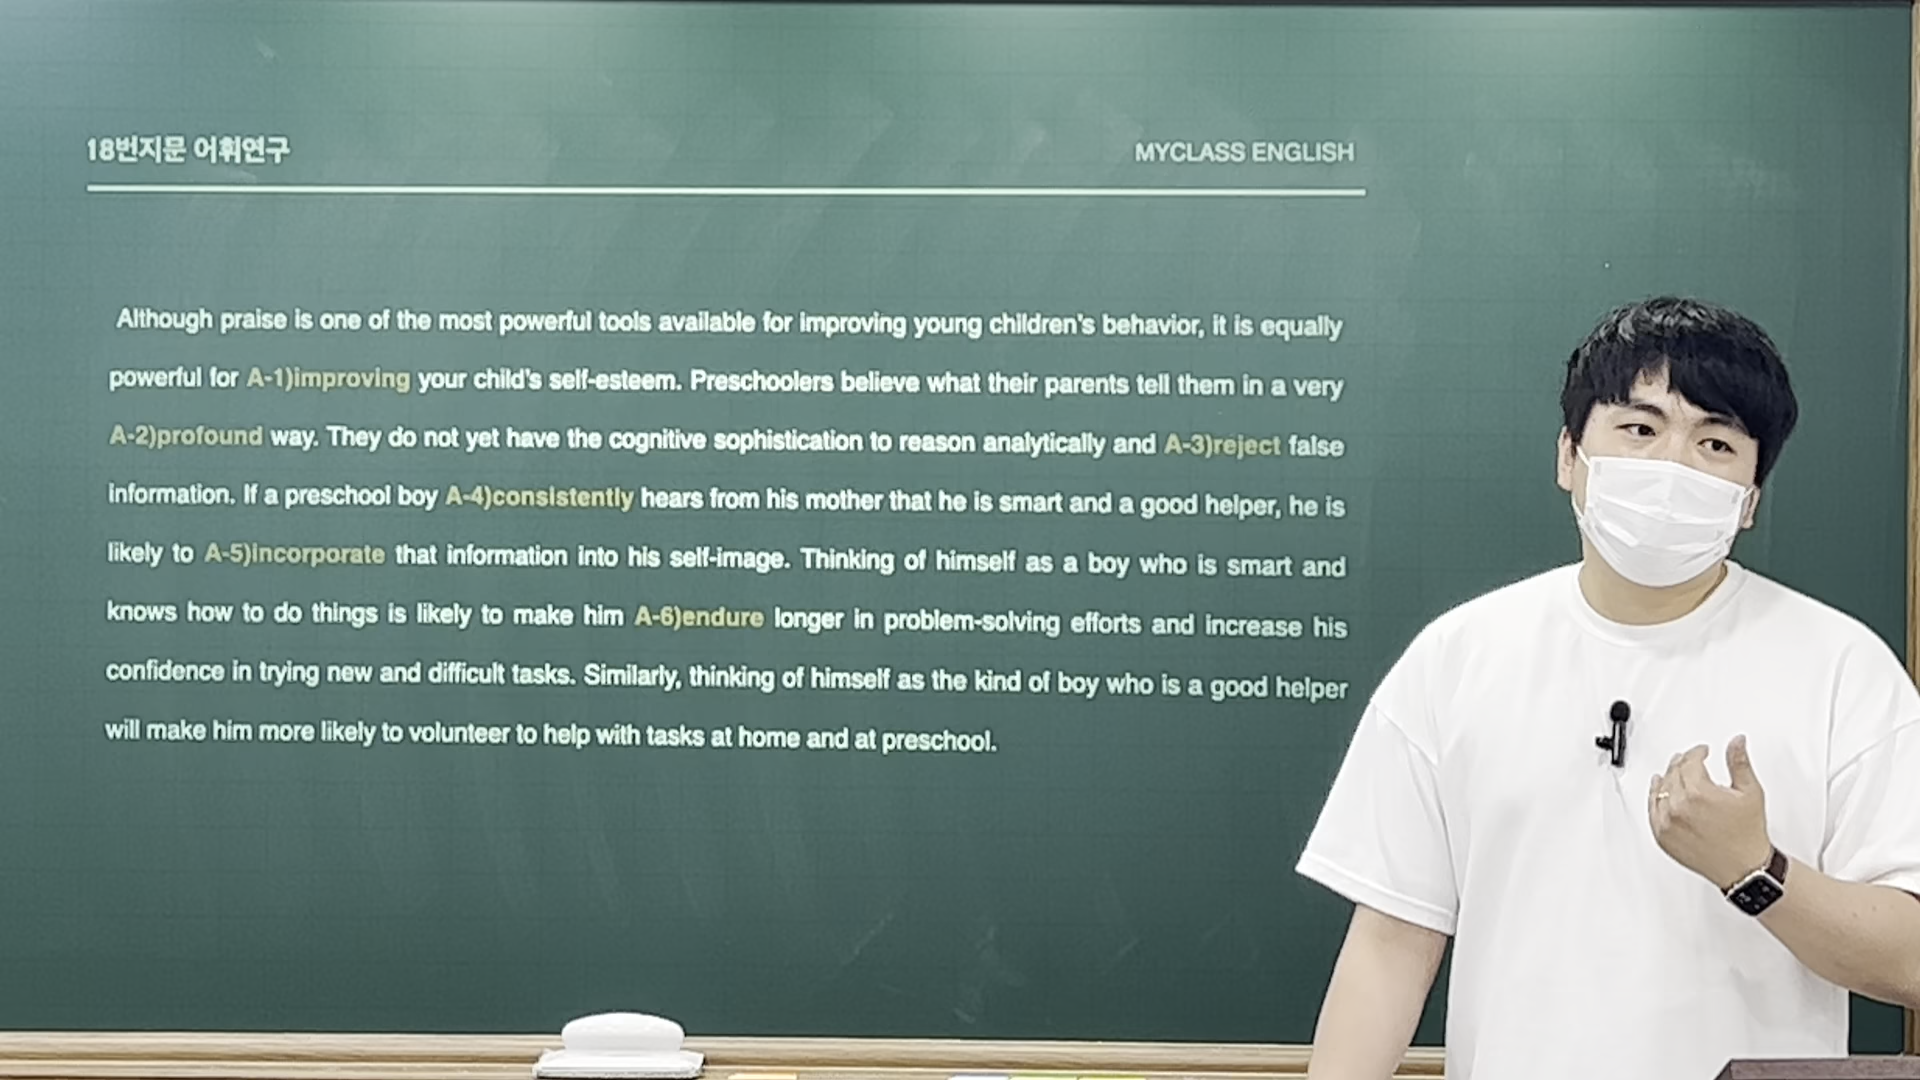 18번지문 어휘연구
MYCLASS ENGLISH
Although praise is one of the most powerful tools available for improving young children's behavior, it is equally
powerful for A-1)improving your child's self-esteem. Preschoolers believe what their parents tell them in a very
A-2)profound way. They do not yet have the cognitive sophistication to reason analytically and A-3)reject false
information. If a preschool boy A-4)consistently hears from his mother that he is smart and a good helper, he is
likely to A-5)incorporate that information into his self-image. Thinking of himself as a boy who is smart and
knows how to do things is likely to make him A-6)endure longer in problem-solving efforts and increase his
confidence in trying new and difficult tasks. Similarly, thinking of himself as the kind of boy who is a good helper
will make him more likely to volunteer to help with tasks at home and at preschool.